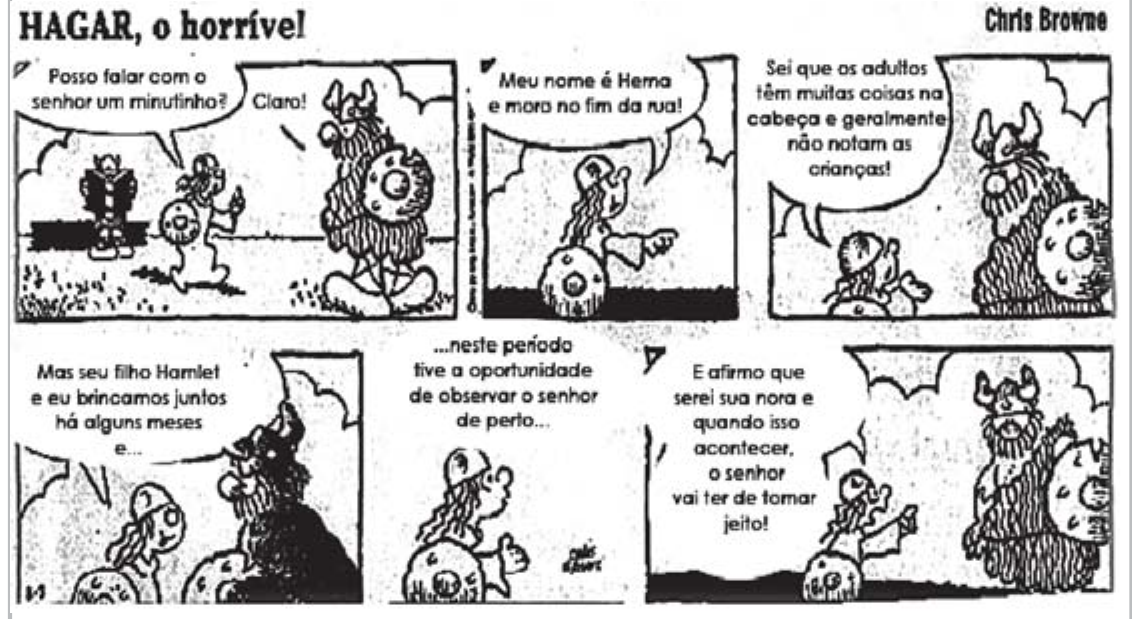 HAGAR, o horrível
Chris Browne
Posso falar com o
senhor um minutinho?
Claro!
Meu nome é Herna
e moro no fim da rua!
Sei que os adultos
têm muitas coisas na
cabeça e geralmente
não notam as
crianças!
Mas seu filho Hamlet
e eu brincamos juntos
há alguns meses
e...
...neste período
tive a oportunidade
de observar o senhor
de perto...
E afirmo que
serei sua nora e
quando isso
acontecer,
o senhor
vai ter de tomar
jeito!